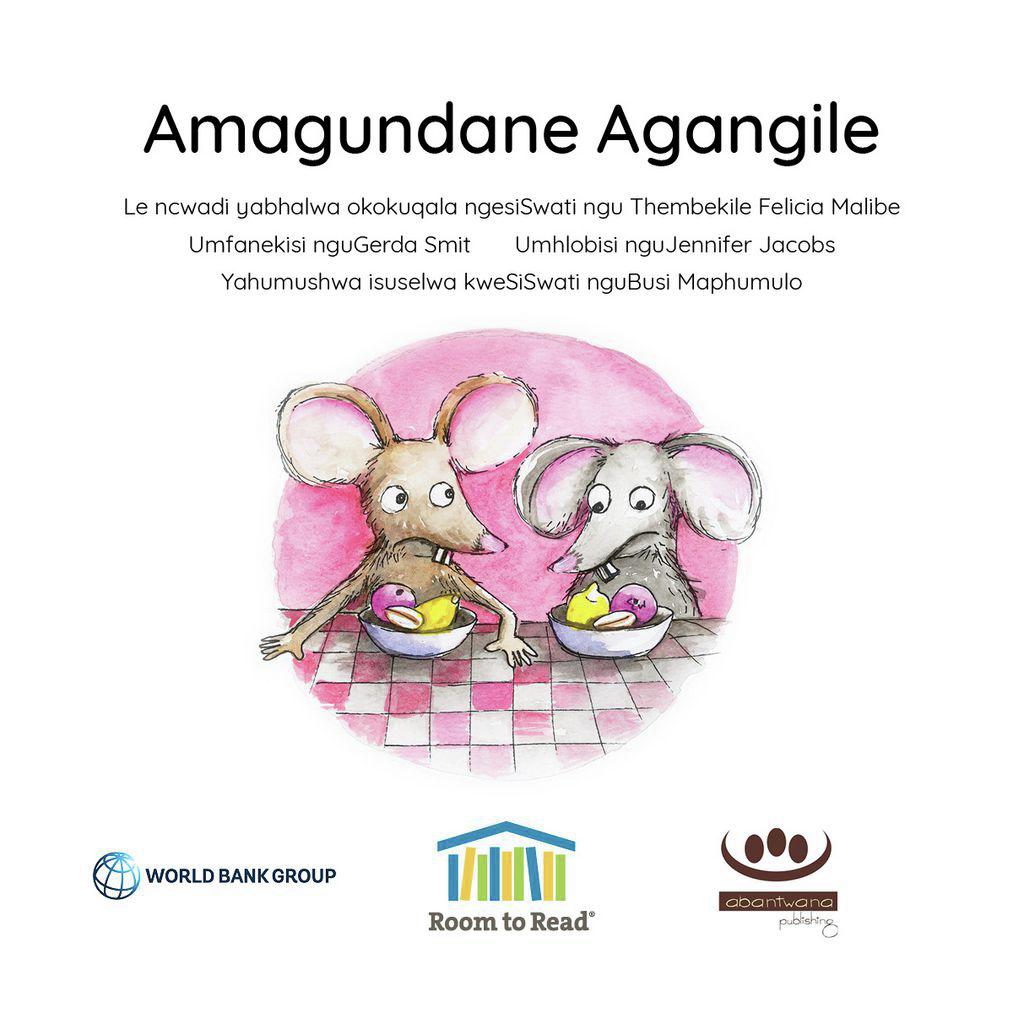 Amagundane Agangile
Le ncwadi yabhalwa okokuqala ngesiSwati ngu Thembekile Felicia Malibe
Umfanekisi nguGerda Smit Umhlobisi nguJennifer Jacobs
Yahumushwa isuselwa kweSiSwati nguBusi Maphumulo
WORLD BANK GROUP
Room to Read®
abantwana
publishing